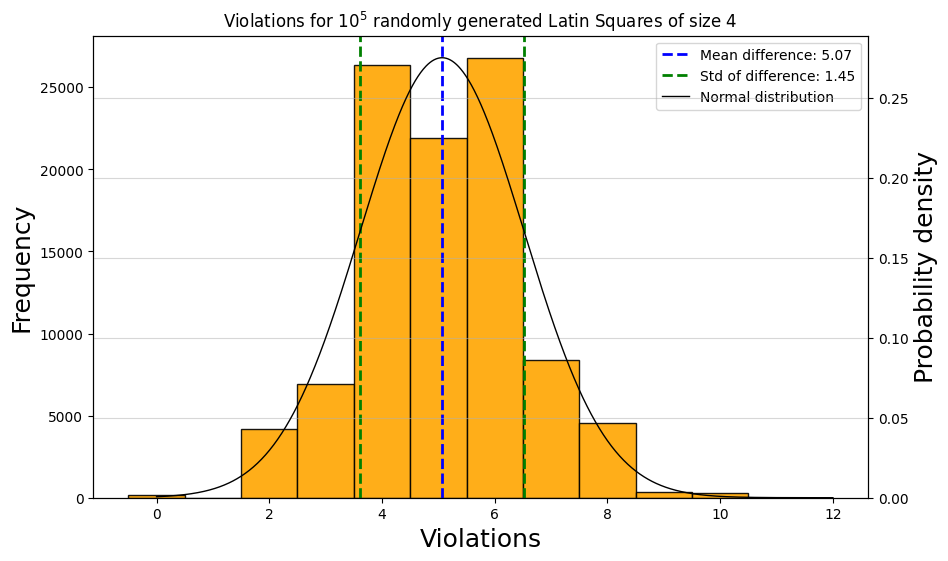 Violations for 10⁵ randomly generated Latin Squares of size 4
Mean difference: 5.07
Std of difference: 1.45
Normal distribution
Frequency
25000
20000
15000
10000
5000
0
0.25
0.20
0.15
0.10
0.05
0.00
Probability density
0 2 4 6 8 10 12
Violations